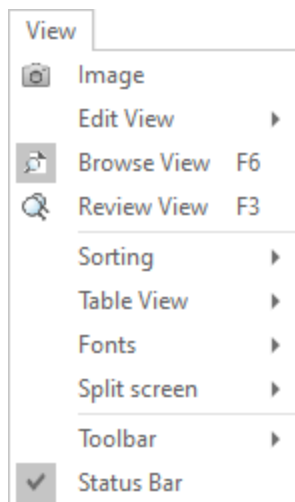 View
Image
Edit View
Browse View F6
Review View F3
Sorting
Table View
Fonts
Split screen
Toolbar
Status Bar